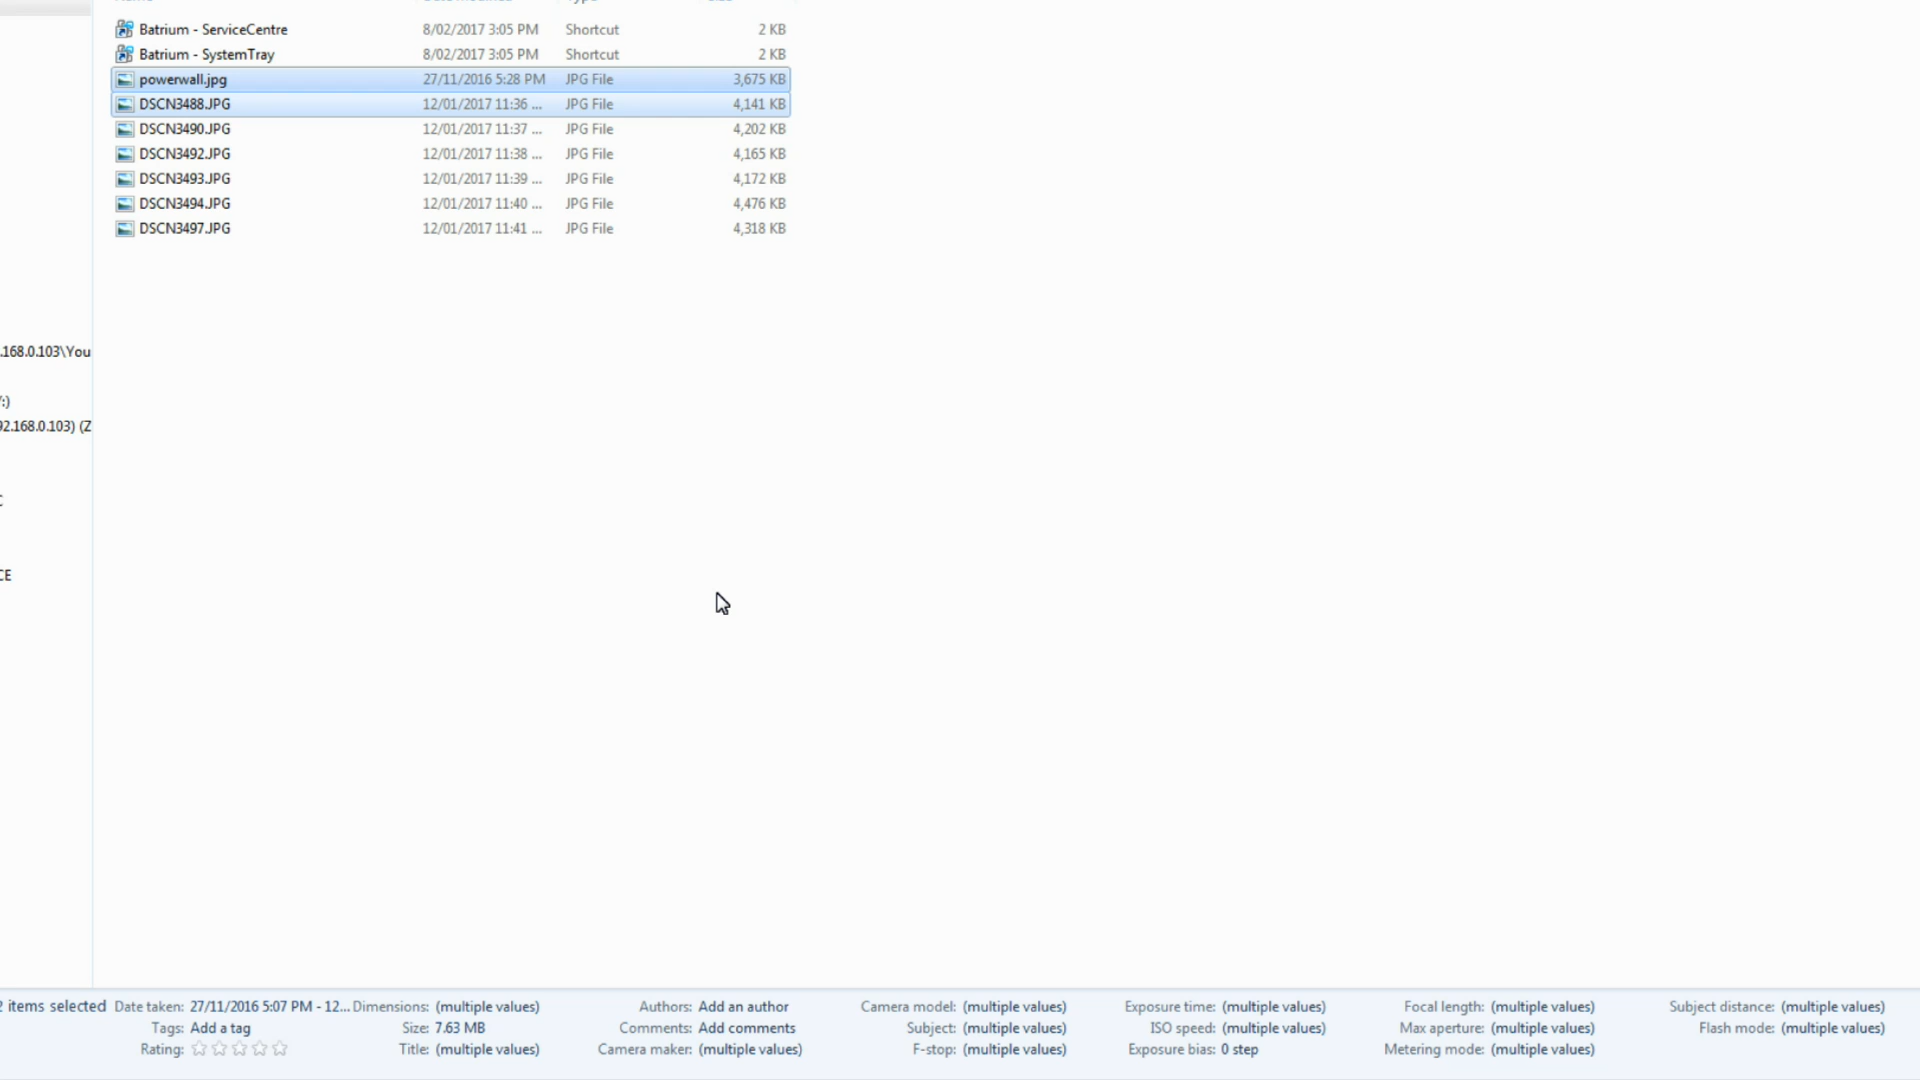 Name Date modified Type Size
Batrium - ServiceCentre 8/02/2017 3:05 PM Shortcut 2 KB
Batrium - SystemTray 8/02/2017 3:05 PM Shortcut 2 KB
powerwall.jpg 27/11/2016 5:28 PM JPG File 3,675 KB
DSCN3488.JPG 12/01/2017 11:36 ... JPG File 4,141 KB
DSCN3490.JPG 12/01/2017 11:37 ... JPG File 4,202 KB
DSCN3492.JPG 12/01/2017 11:38 ... JPG File 4,165 KB
DSCN3493.JPG 12/01/2017 11:39 ... JPG File 4,172 KB
DSCN3494.JPG 12/01/2017 11:40 ... JPG File 4,476 KB
DSCN3497.JPG 12/01/2017 11:41 ... JPG File 4,318 KB
.168.0.103\You
:)
92.168.0.103) (Z
C
CE
2 items selected Date taken: 27/11/2016 5:07 PM - 12... Dimensions: (multiple values) Authors: Add an author Camera model: (multiple values) Exposure time: (multiple values) Focal length: (multiple values) Subject distance: (multiple values)
Tags: Add a tag Size: 7.63 MB Comments: Add comments Subject: (multiple values) ISO speed: (multiple values) Max aperture: (multiple values) Flash mode: (multiple values)
Rating: Title: (multiple values) Camera maker: (multiple values) F-stop: (multiple values) Exposure bias: 0 step Metering mode: (multiple values)